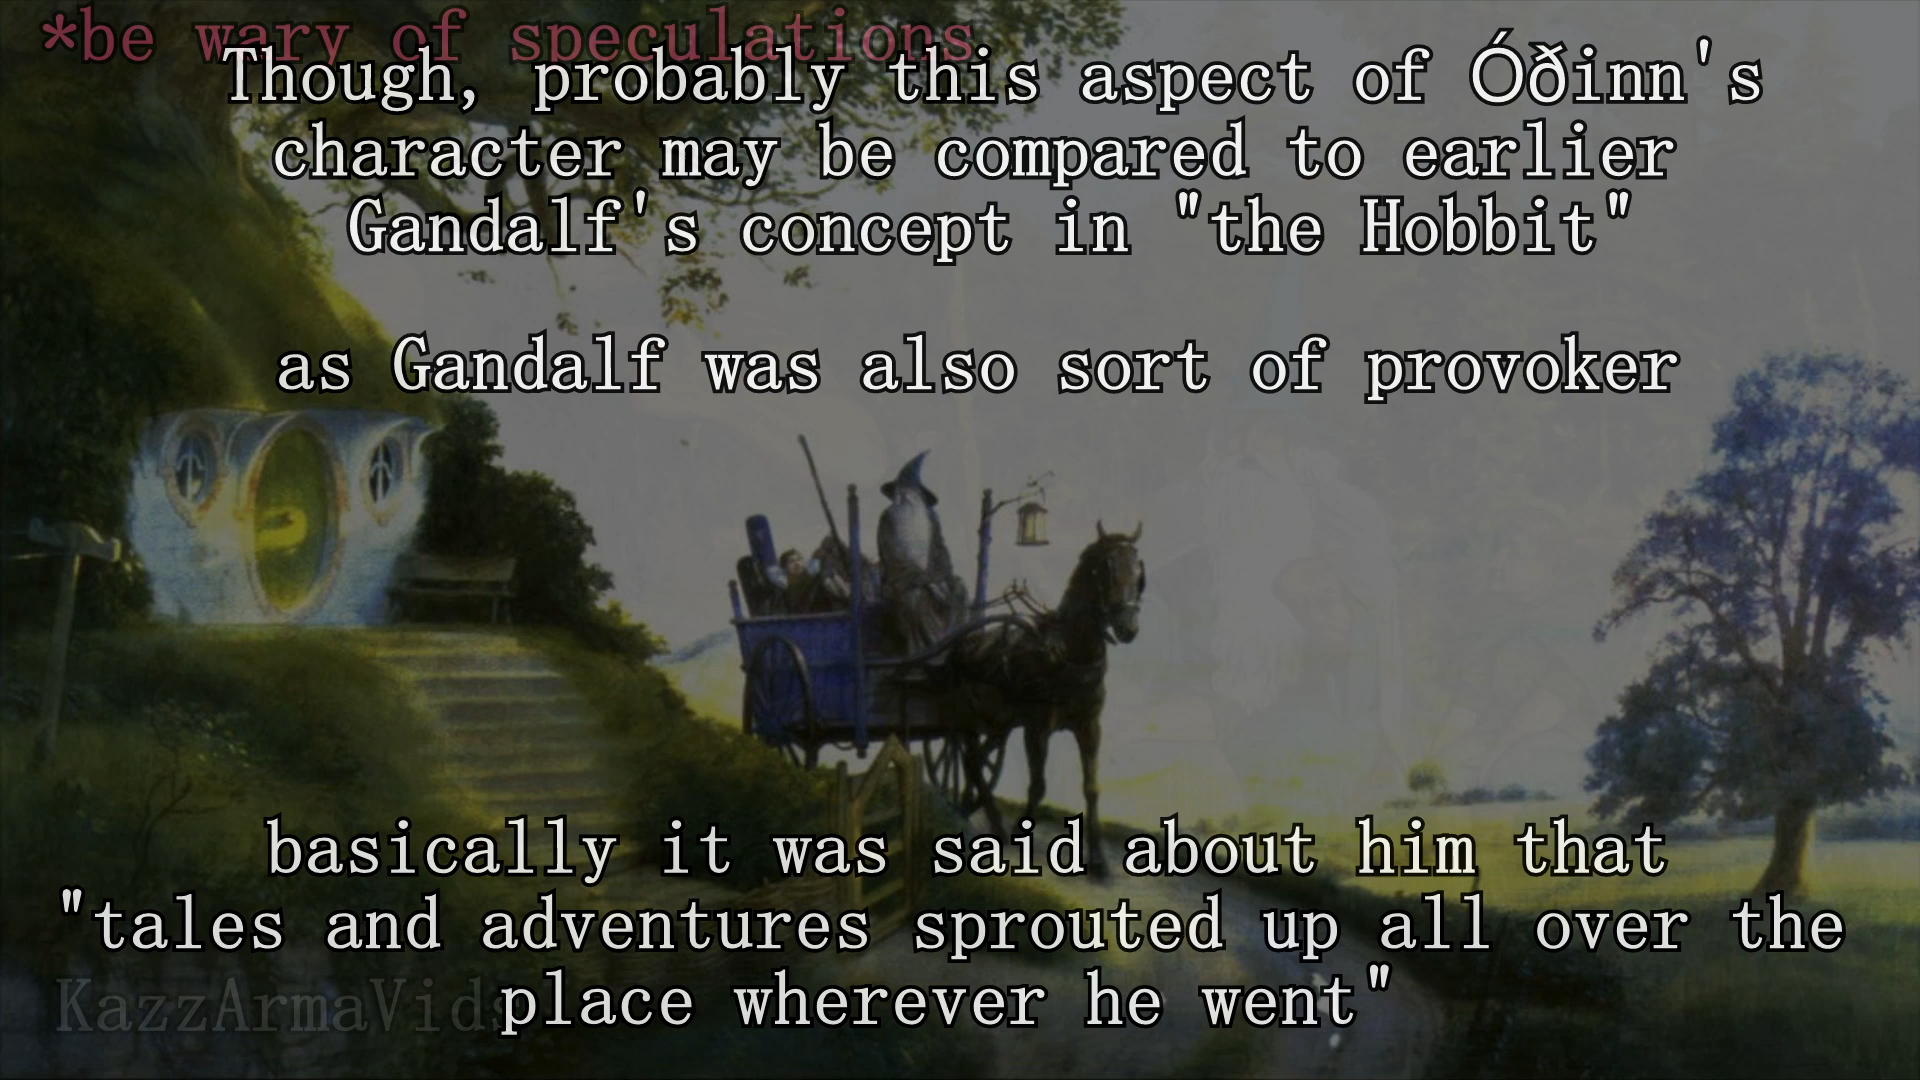 *be wary of speculations
Though, probably this aspect of Óðinn's
character may be compared to earlier
Gandalf's concept in "the Hobbit"
as Gandalf was also sort of provoker
basically it was said about him that
"tales and adventures sprouted up all over the
place wherever he went"
KazzArmaVids